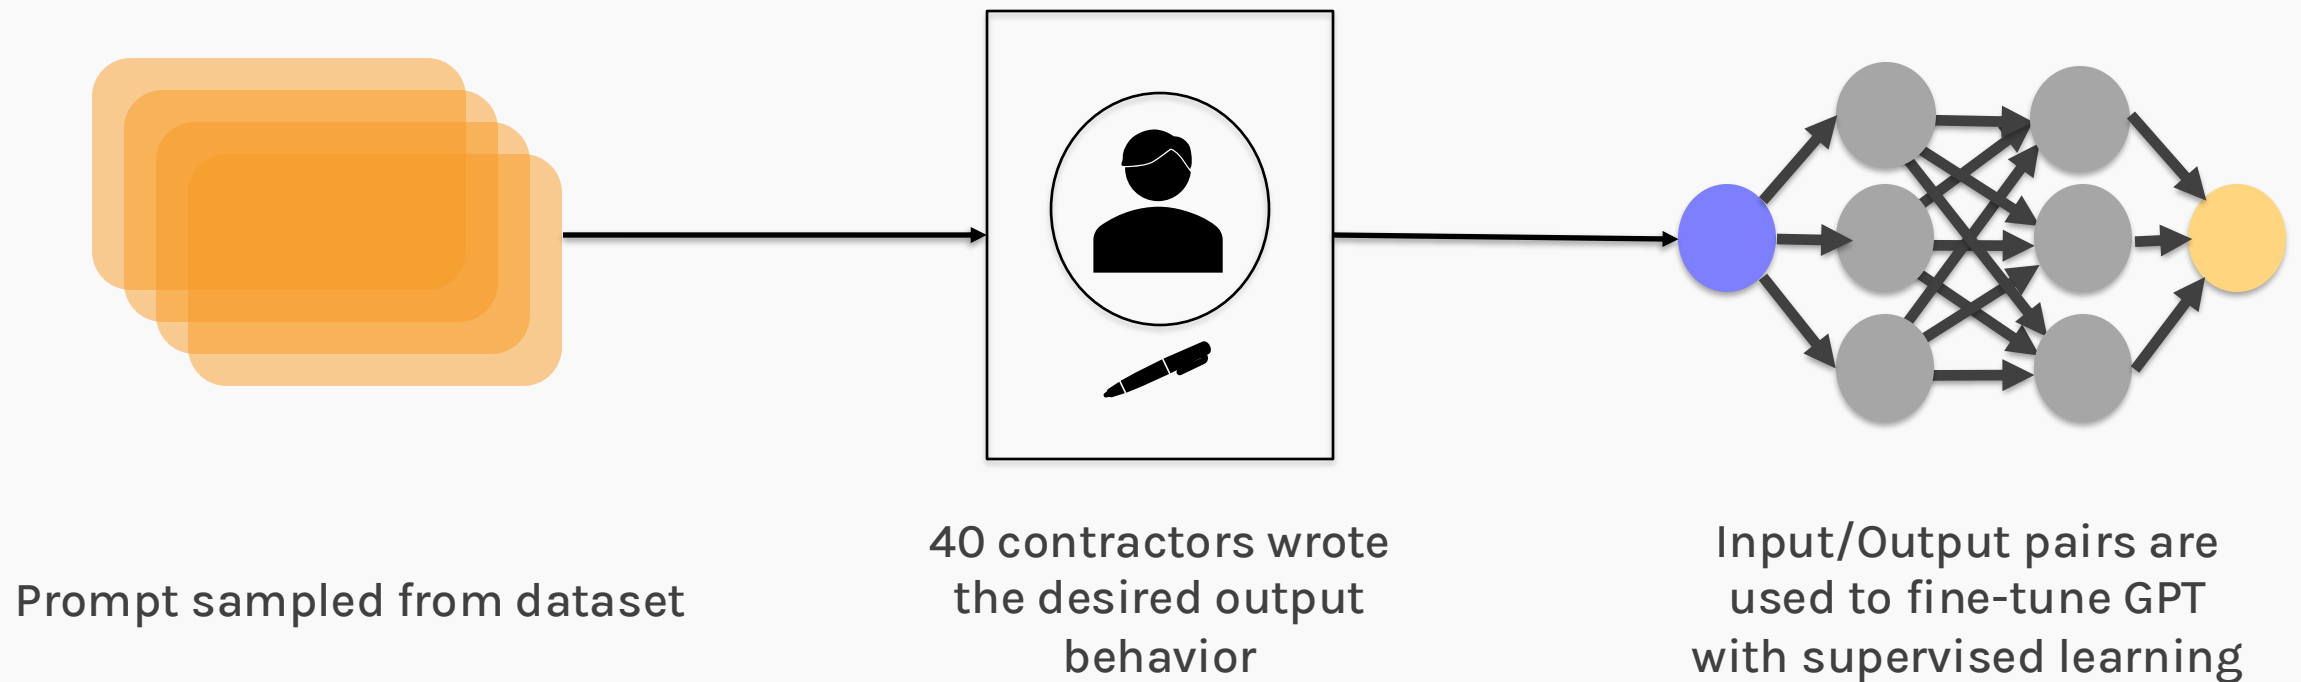 Prompt sampled from dataset
40 contractors wrote
the desired output
behavior
Input/Output pairs are
used to fine-tune GPT
with supervised learning